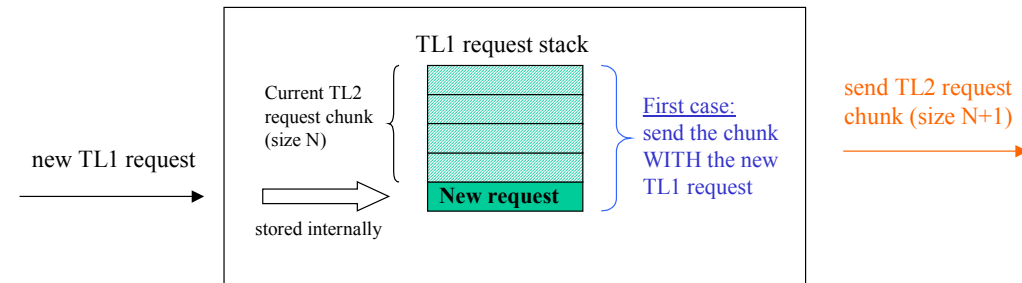 new TL1 request
TL1 request stack
Current TL2
request chunk
(size N)
New request
stored internally
First case:
send the chunk
WITH the new
TL1 request
send TL2 request
chunk (size N+1)